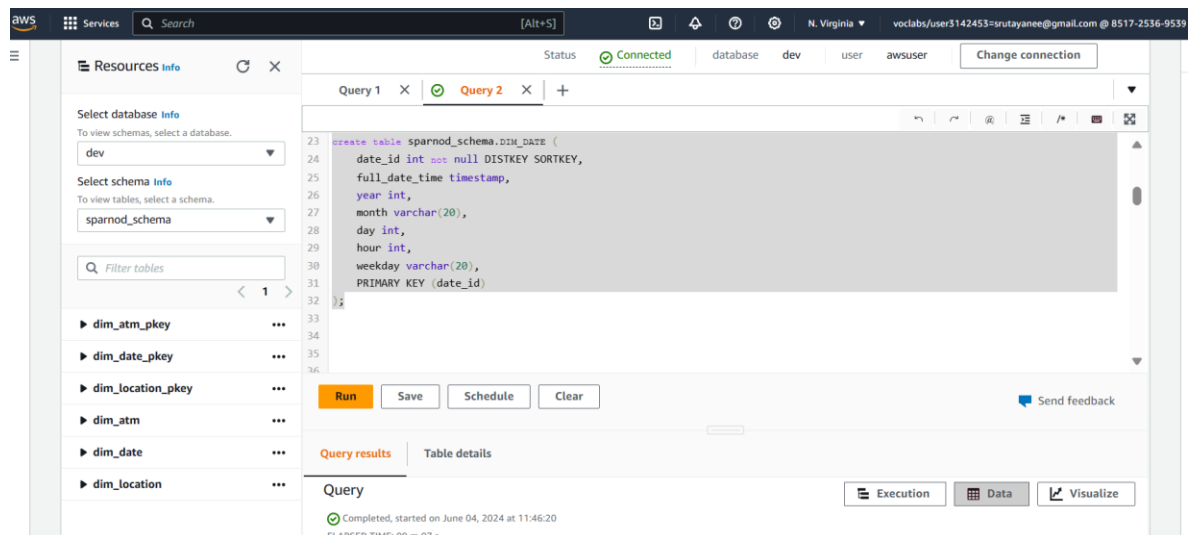 aws Services Search [Alt+S] N. Virginia voclabs/user3142453=srutayanee@gmail.com @ 8517-2536-9539
Resources Info
Select database Info
To view schemas, select a database.
dev
Select schema Info
To view tables, select a schema.
sparnod_schema
Filter tables
1
dim_atm_pkey
dim_date_pkey
dim_location_pkey
dim_atm
dim_date
dim_location
Status Connected database dev user awsuser Change connection
Query 1 Query 2
23 create table sparnod_schema.DIM_DATE (
24 date_id int not null DISTKEY SORTKEY,
25 full_date_time timestamp,
26 year int,
27 month varchar(20),
28 day int,
29 hour int,
30 weekday varchar(20),
31 PRIMARY KEY (date_id)
32 );
33
34
35
36
Run Save Schedule Clear Send feedback
Query results Table details
Query Execution Data Visualize
Completed, started on June 04, 2024 at 11:46:20